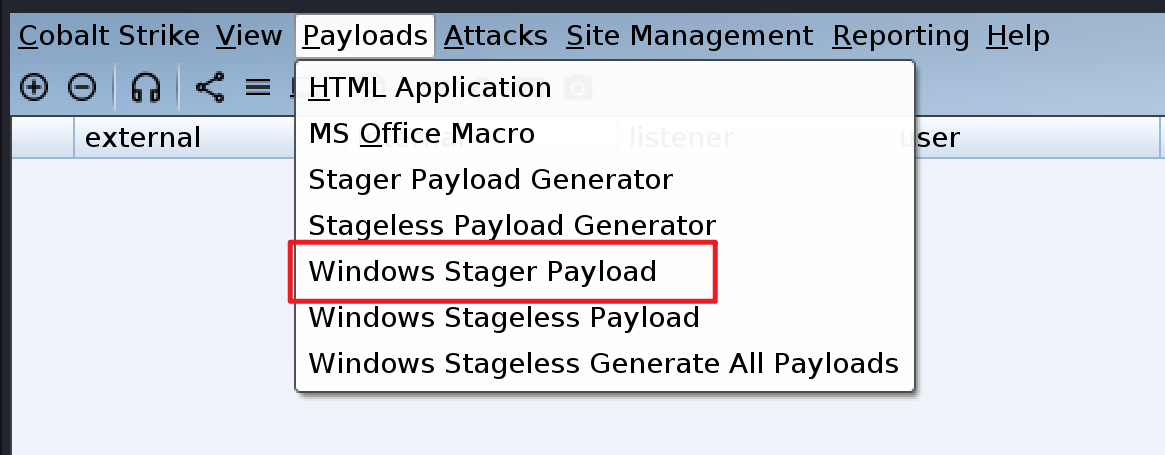 Cobalt Strike View Payloads Attacks Site Management Reporting Help
HTML Application
MS Office Macro
external listener user
Stager Payload Generator
Stageless Payload Generator
Windows Stager Payload
Windows Stageless Payload
Windows Stageless Generate All Payloads